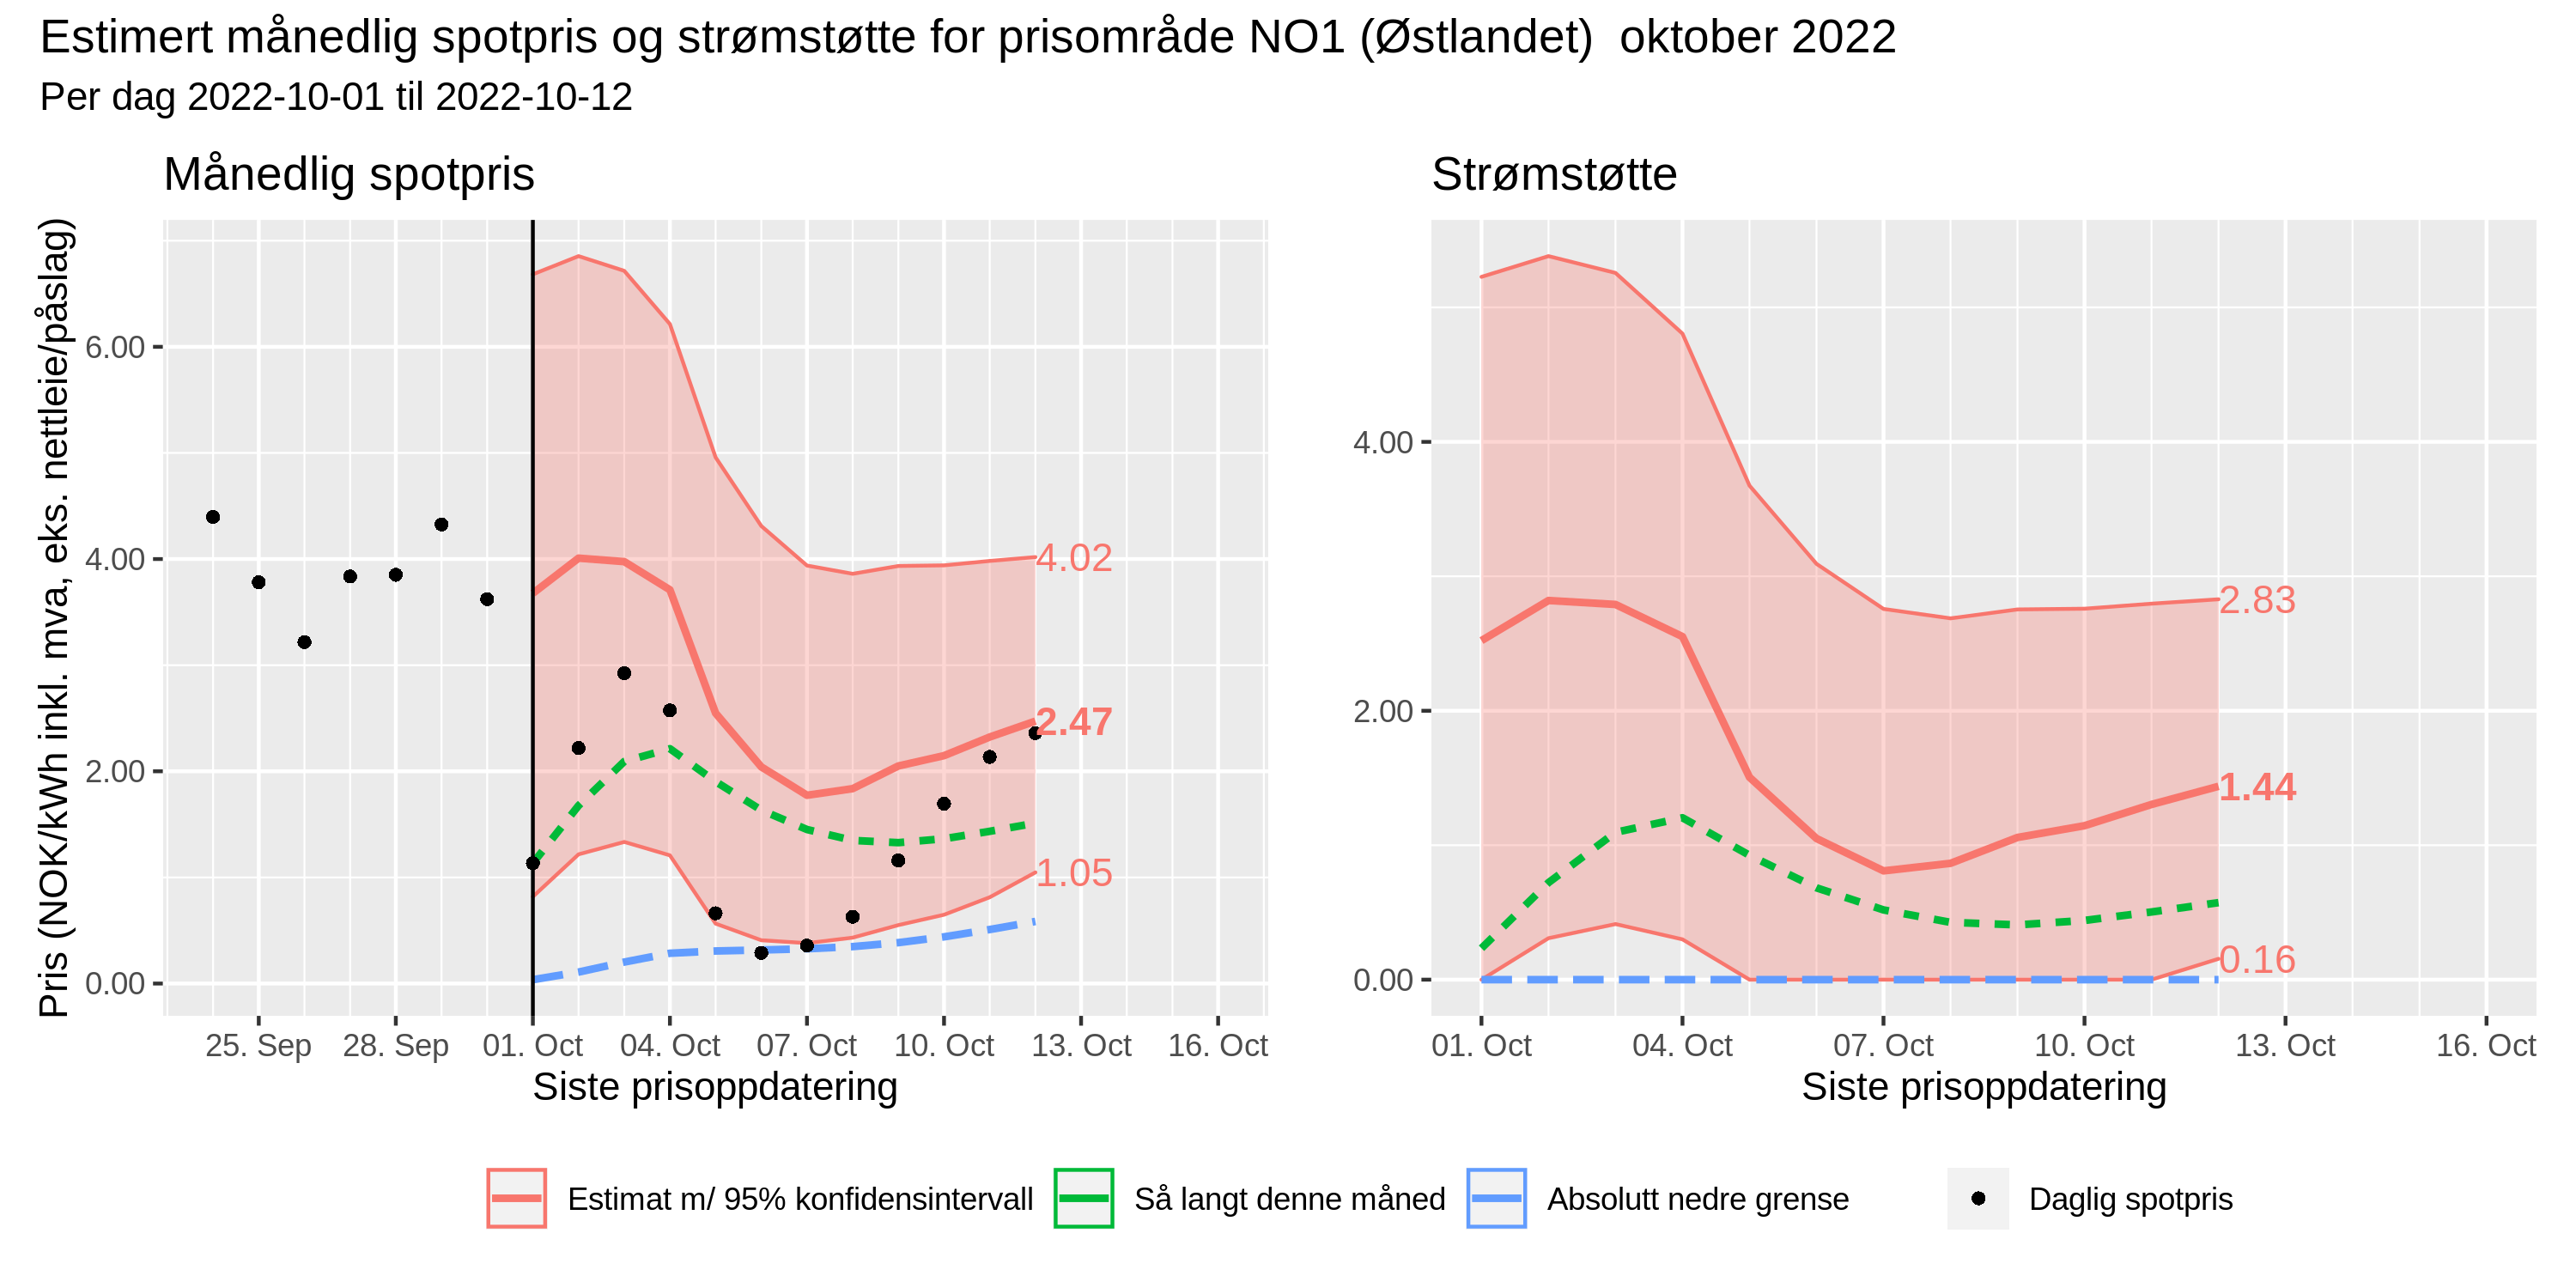 Estimert månedlig spotpris og strømstøtte for prisområde NO1 (Østlandet)  oktober 2022
Per dag 2022-10-01 til 2022-10-12
Månedlig spotpris
Pris (NOK/kWh inkl. mva, eks. nettleie/påslag)
6.00
4.00
2.00
0.00
4.02
2.47
1.05
25. Sep 28. Sep 01. Oct 04. Oct 07. Oct 10. Oct 13. Oct 16. Oct
Siste prisoppdatering
Strømstøtte
4.00
2.00
0.00
2.83
1.44
0.16
01. Oct 04. Oct 07. Oct 10. Oct 13. Oct 16. Oct
Siste prisoppdatering
Estimat m/ 95% konfidensintervall Så langt denne måned Absolutt nedre grense Daglig spotpris